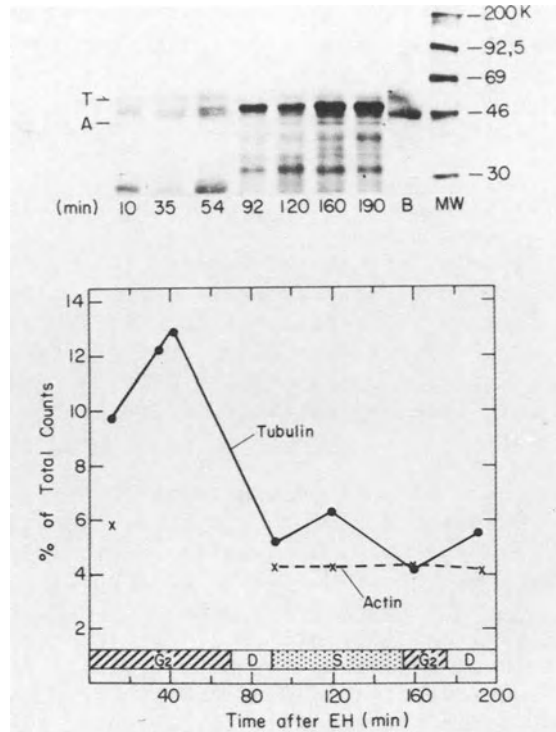 -200K
-92,5
T -69
A -46
-30
(min) 10 35 54 92 120 160 190 B MW
14
12
10
8
6
4
2
% of Total Counts
Tubulin
x
x x x
Actin
G2 D S G2 D
0 40 80 120 160 200
Time after EH (min)